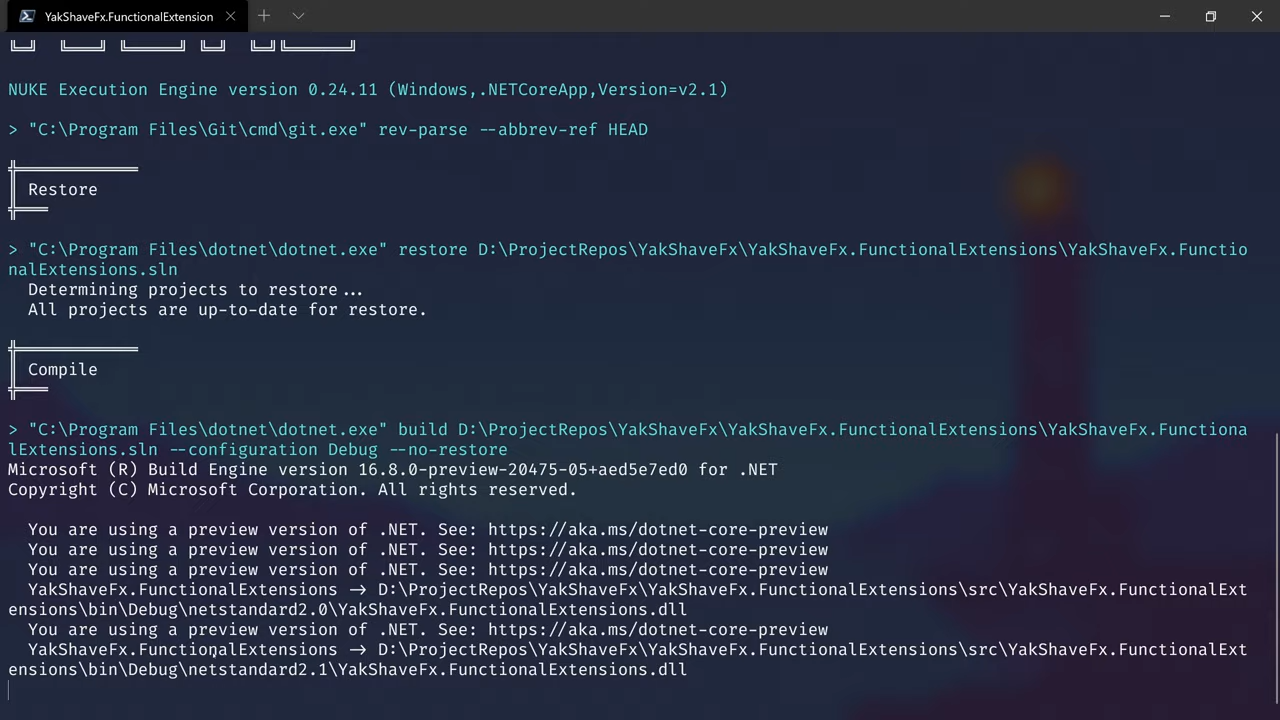 YakShaveFx.FunctionalExtension
NUKE Execution Engine version 0.24.11 (Windows,.NETCoreApp,Version=v2.1)
> "C:\Program Files\Git\cmd\git.exe" rev-parse --abbrev-ref HEAD
Restore
> "C:\Program Files\dotnet\dotnet.exe" restore D:\ProjectRepos\YakShaveFx\YakShaveFx.FunctionalExtensions\YakShaveFx.Functio
nalExtensions.sln
Determining projects to restore...
All projects are up-to-date for restore.
Compile
> "C:\Program Files\dotnet\dotnet.exe" build D:\ProjectRepos\YakShaveFx\YakShaveFx.FunctionalExtensions\YakShaveFx.Functiona
lExtensions.sln --configuration Debug --no-restore
Microsoft (R) Build Engine version 16.8.0-preview-20475-05+aed5e7ed0 for .NET
Copyright (C) Microsoft Corporation. All rights reserved.
You are using a preview version of .NET. See: https://aka.ms/dotnet-core-preview
You are using a preview version of .NET. See: https://aka.ms/dotnet-core-preview
You are using a preview version of .NET. See: https://aka.ms/dotnet-core-preview
YakShaveFx.FunctionalExtensions -> D:\ProjectRepos\YakShaveFx\YakShaveFx.FunctionalExtensions\src\YakShaveFx.FunctionalExt
ensions\bin\Debug\netstandard2.0\YakShaveFx.FunctionalExtensions.dll
You are using a preview version of .NET. See: https://aka.ms/dotnet-core-preview
YakShaveFx.FunctionalExtensions -> D:\ProjectRepos\YakShaveFx\YakShaveFx.FunctionalExtensions\src\YakShaveFx.FunctionalExt
ensions\bin\Debug\netstandard2.1\YakShaveFx.FunctionalExtensions.dll